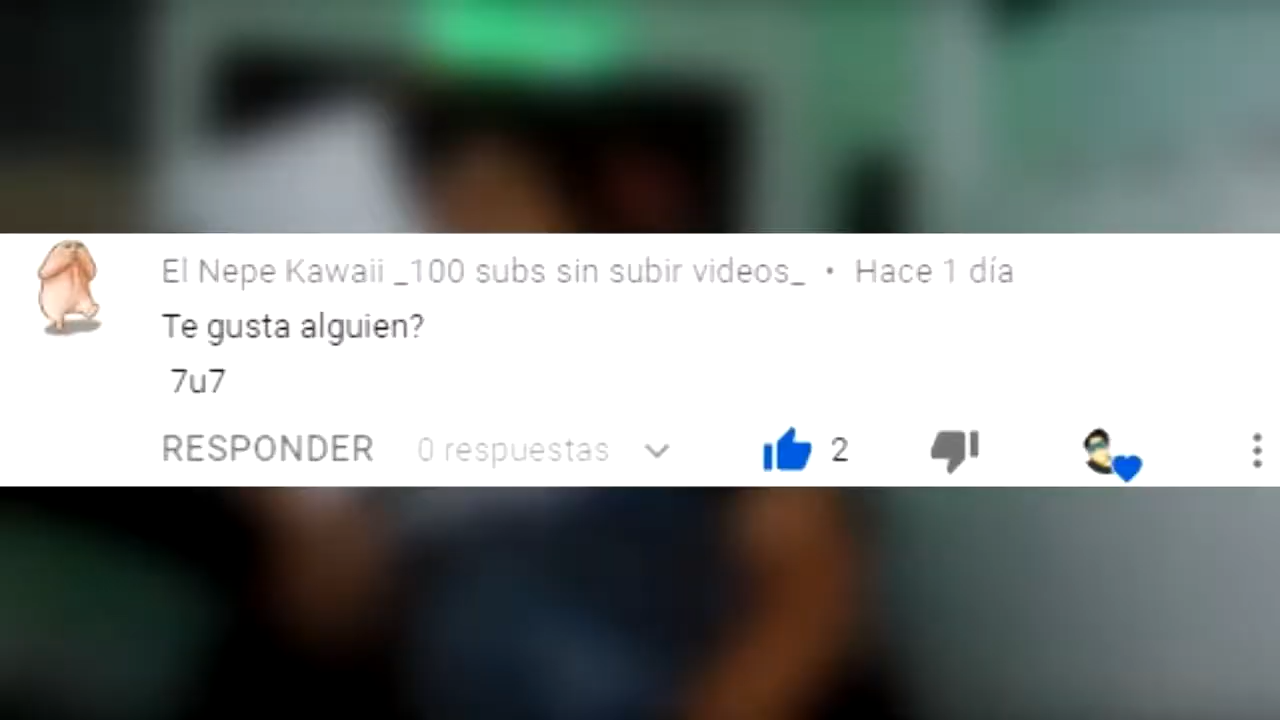 El Nepe Kawaii _100 subs sin subir videos_ • Hace 1 día
Te gusta alguien?
7u7
RESPONDER 0 respuestas 2